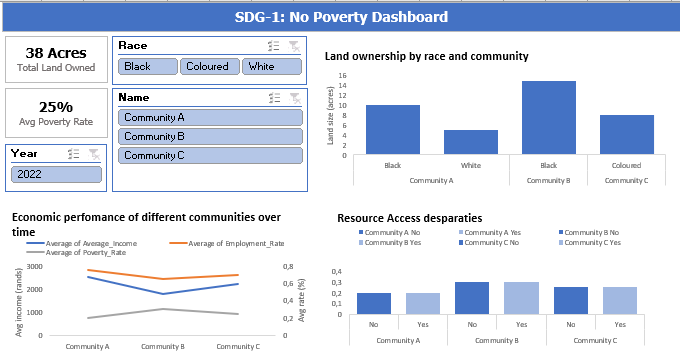 SDG-1: No Poverty Dashboard
38 Acres
Total Land Owned
25%
Avg Poverty Rate
Year
2022
Race
Black Coloured White
Name
Community A
Community B
Community C
Land ownership by race and community
Land size (acres)
16
14
12
10
8
6
4
2
0
Black White Black Coloured
Community A Community B Community C
Economic perfomance of different communities over
time
Average of Average_Income Average of Employment_Rate
Average of Poverty_Rate
Avg income (rands)
3000
2000
1000
0
0,8
0,6
0,4
0,2
0
Avg rate (%)
Community A Community B Community C
Resource Access desparaties
Community A No Community A Yes Community B No
Community B Yes Community C No Community C Yes
0,4
0,3
0,2
0,1
0
No Yes No Yes No Yes
Community A Community B Community C